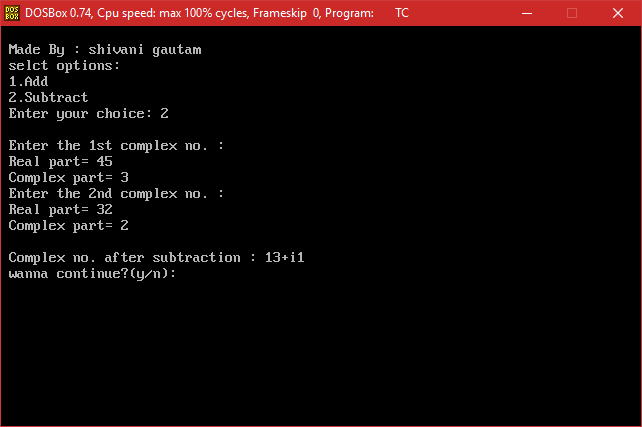 DOS BOX DOSBox 0.74, Cpu speed: max 100% cycles, Frameskip 0, Program: TC
Made By : shivani gautam
selct options:
1.Add
2.Subtract
Enter your choice: 2
Enter the 1st complex no. :
Real part= 45
Complex part= 3
Enter the 2nd complex no. :
Real part= 32
Complex part= 2
Complex no. after subtraction : 13+i1
wanna continue?(y/n):